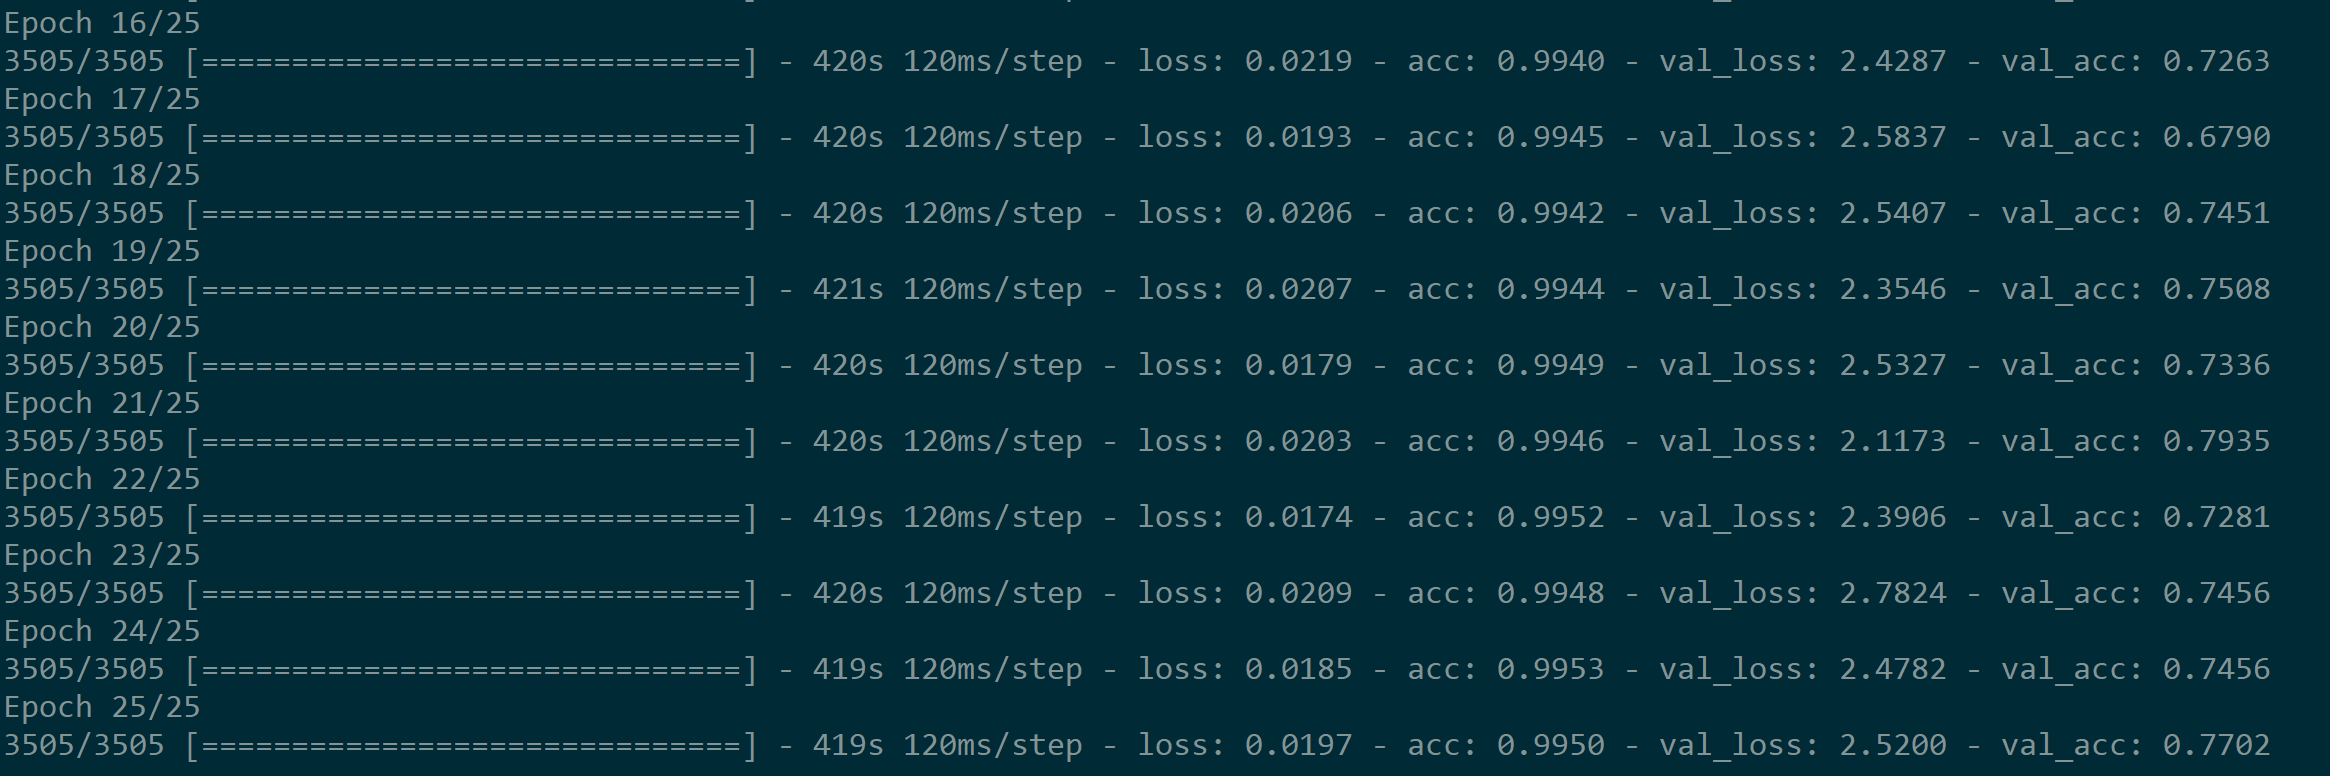 Epoch 16/25
3505/3505 [==============================] - 420s 120ms/step - loss: 0.0219 - acc: 0.9940 - val_loss: 2.4287 - val_acc: 0.7263
Epoch 17/25
3505/3505 [==============================] - 420s 120ms/step - loss: 0.0193 - acc: 0.9945 - val_loss: 2.5837 - val_acc: 0.6790
Epoch 18/25
3505/3505 [==============================] - 420s 120ms/step - loss: 0.0206 - acc: 0.9942 - val_loss: 2.5407 - val_acc: 0.7451
Epoch 19/25
3505/3505 [==============================] - 421s 120ms/step - loss: 0.0207 - acc: 0.9944 - val_loss: 2.3546 - val_acc: 0.7508
Epoch 20/25
3505/3505 [==============================] - 420s 120ms/step - loss: 0.0179 - acc: 0.9949 - val_loss: 2.5327 - val_acc: 0.7336
Epoch 21/25
3505/3505 [==============================] - 420s 120ms/step - loss: 0.0203 - acc: 0.9946 - val_loss: 2.1173 - val_acc: 0.7935
Epoch 22/25
3505/3505 [==============================] - 419s 120ms/step - loss: 0.0174 - acc: 0.9952 - val_loss: 2.3906 - val_acc: 0.7281
Epoch 23/25
3505/3505 [==============================] - 420s 120ms/step - loss: 0.0209 - acc: 0.9948 - val_loss: 2.7824 - val_acc: 0.7456
Epoch 24/25
3505/3505 [==============================] - 419s 120ms/step - loss: 0.0185 - acc: 0.9953 - val_loss: 2.4782 - val_acc: 0.7456
Epoch 25/25
3505/3505 [==============================] - 419s 120ms/step - loss: 0.0197 - acc: 0.9950 - val_loss: 2.5200 - val_acc: 0.7702